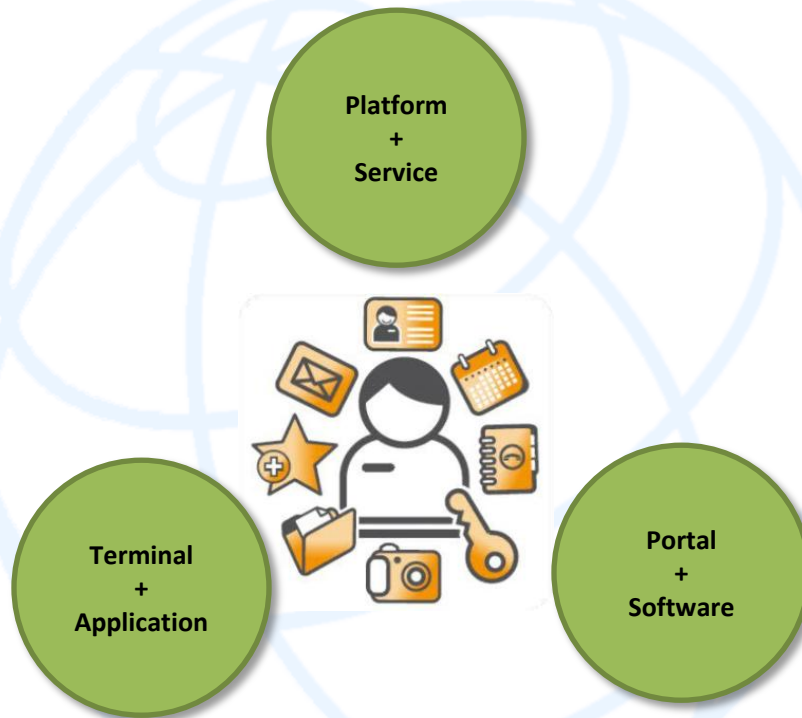 Platform
+
Service
Terminal
+
Application
Portal
+
Software